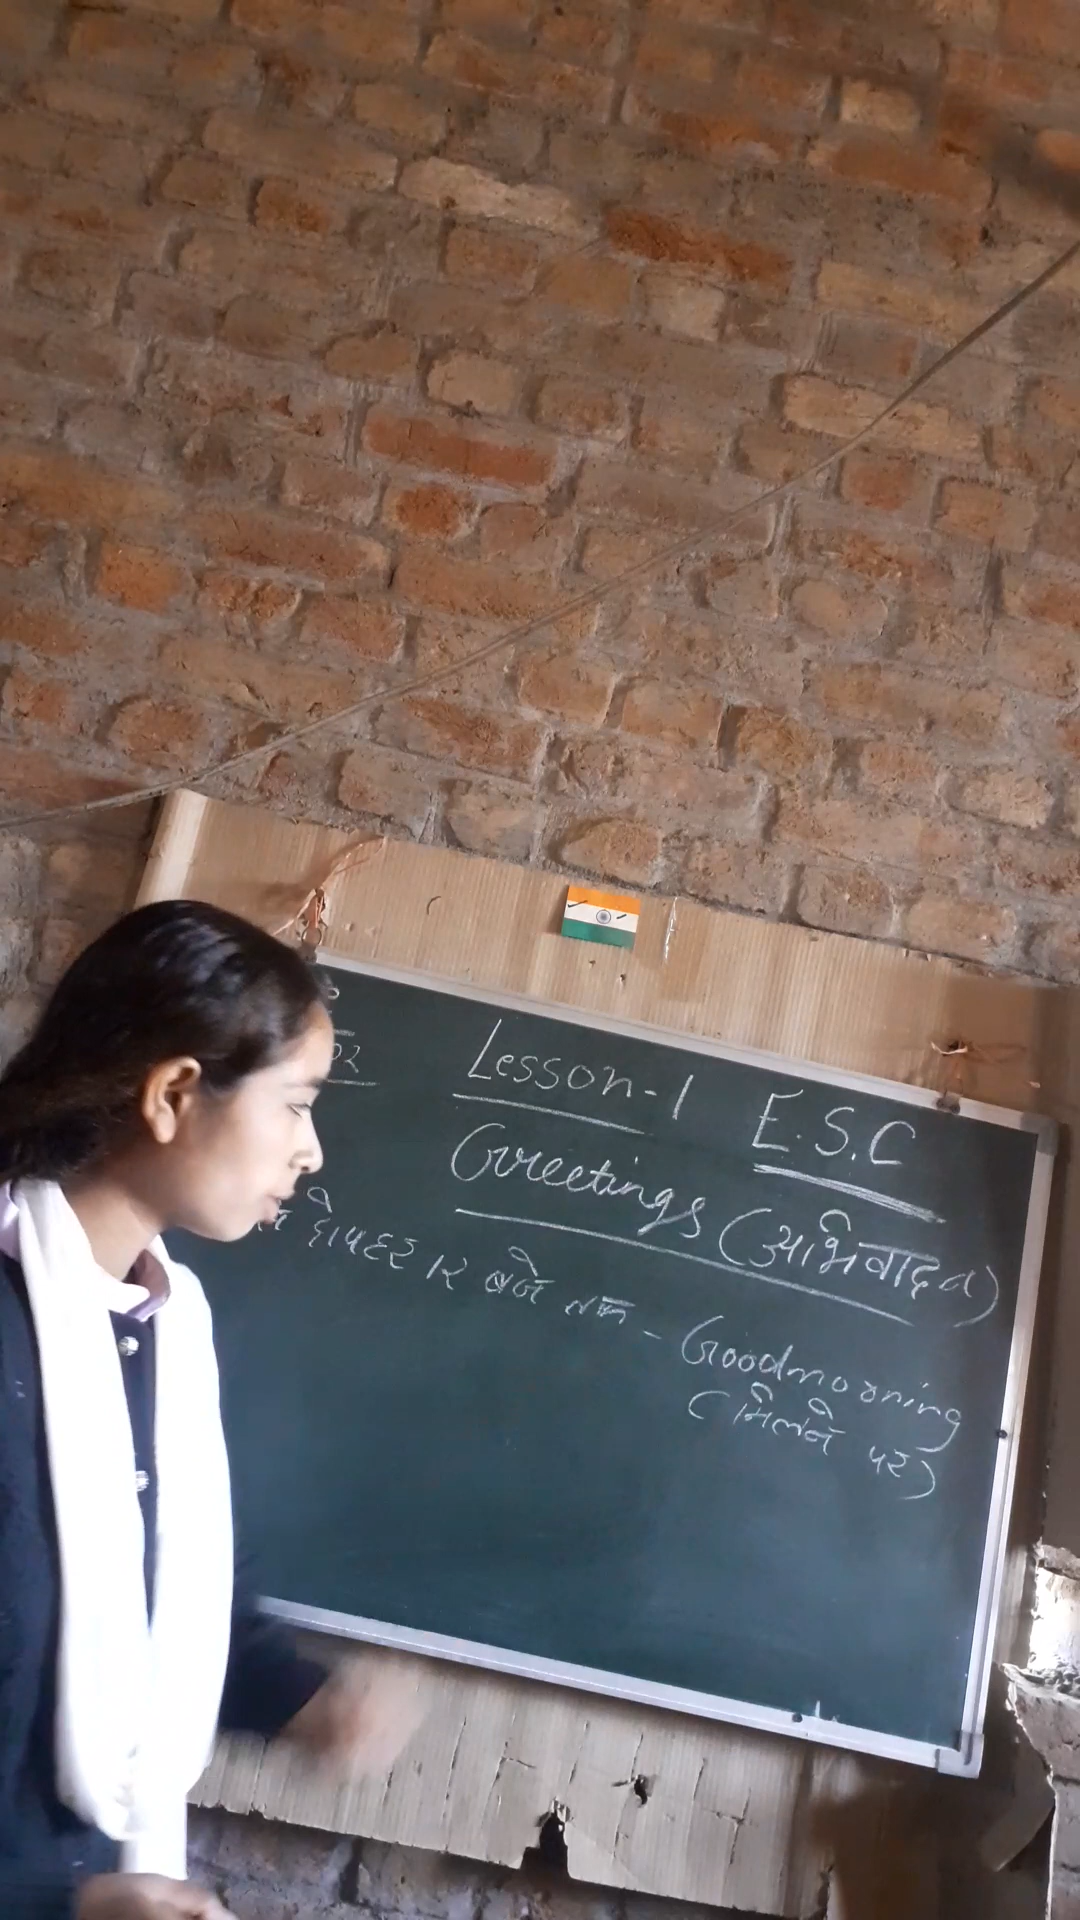 Lesson-1
E.S.C
Greetings (अभिवादन)
दोपहर 12 बजे तक - Goodmorning
(मिलने पर)